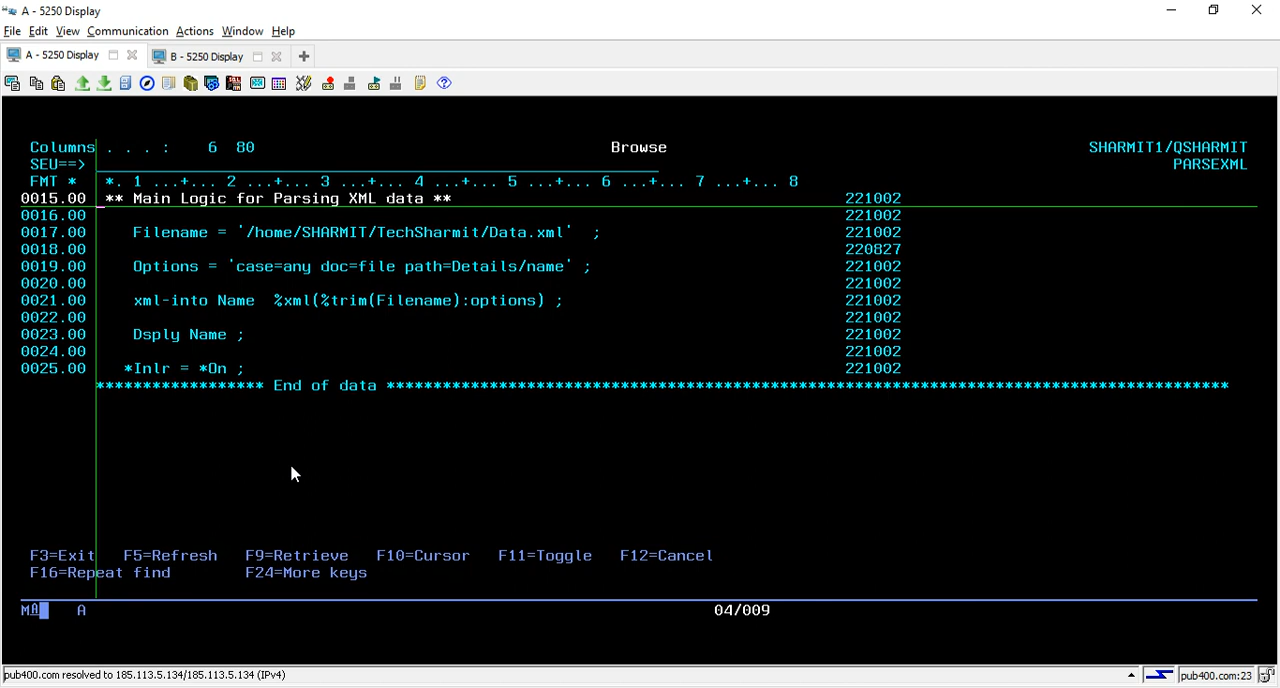 A - 5250 Display
File Edit View Communication Actions Window Help
A - 5250 Display B - 5250 Display
Columns . . . : 6 80 Browse SHARMIT1/QSHARMIT
SEU==> PARSEXML
FMT * *. 1 ...+... 2 ...+... 3 ...+... 4 ...+... 5 ...+... 6 ...+... 7 ...+... 8
0015.00 ** Main Logic for Parsing XML data ** 221002
0016.00 221002
0017.00 Filename = '/home/SHARMIT/TechSharmit/Data.xml' ; 221002
0018.00 220827
0019.00 Options = 'case=any doc=file path=Details/name' ; 221002
0020.00 221002
0021.00 xml-into Name %xml(%trim(Filename):options) ; 221002
0022.00 221002
0023.00 Dsply Name ; 221002
0024.00 221002
0025.00 *Inlr = *On ; 221002
****************** End of data ******************************************************************************************
F3=Exit F5=Refresh F9=Retrieve F10=Cursor F11=Toggle F12=Cancel
F16=Repeat find F24=More keys
MA A 04/009
pub400.com resolved to 185.113.5.134/185.113.5.134 (IPv4) pub400.com:23